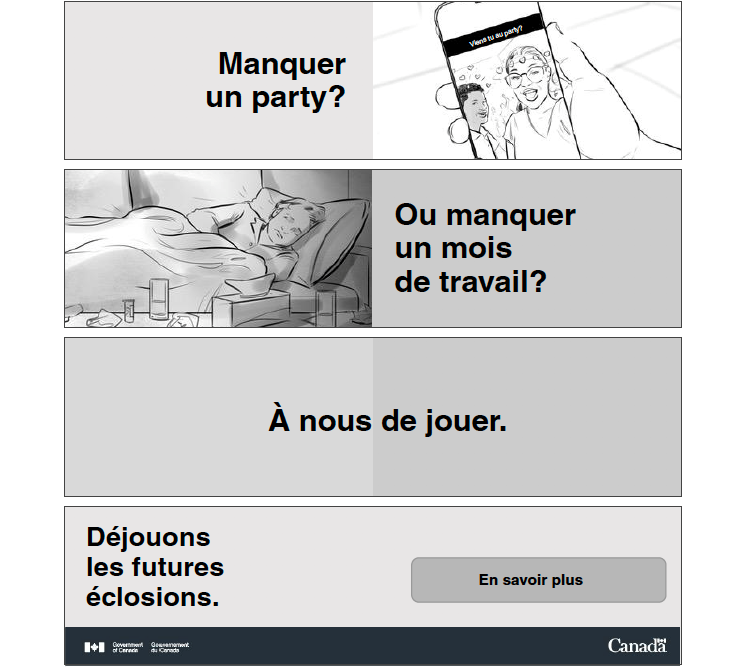 Manquer
un party?
Viens tu au party?
Ou manquer
un mois
de travail?
À nous de jouer.
Déjouons
les futures
éclosions.
En savoir plus
Government
of Canada
Gouvernement
du Canada
Canada